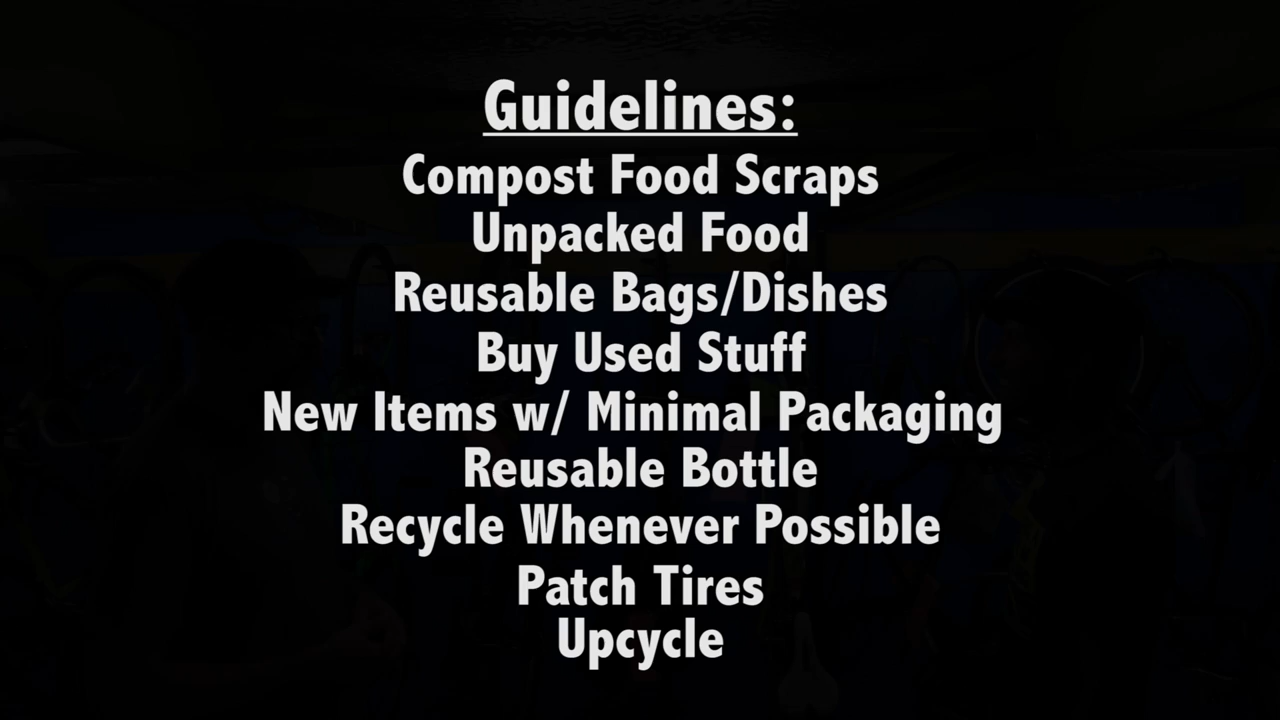 Guidelines:
Compost Food Scraps
Unpacked Food
Reusable Bags/Dishes
Buy Used Stuff
New Items w/ Minimal Packaging
Reusable Bottle
Recycle Whenever Possible
Patch Tires
Upcycle